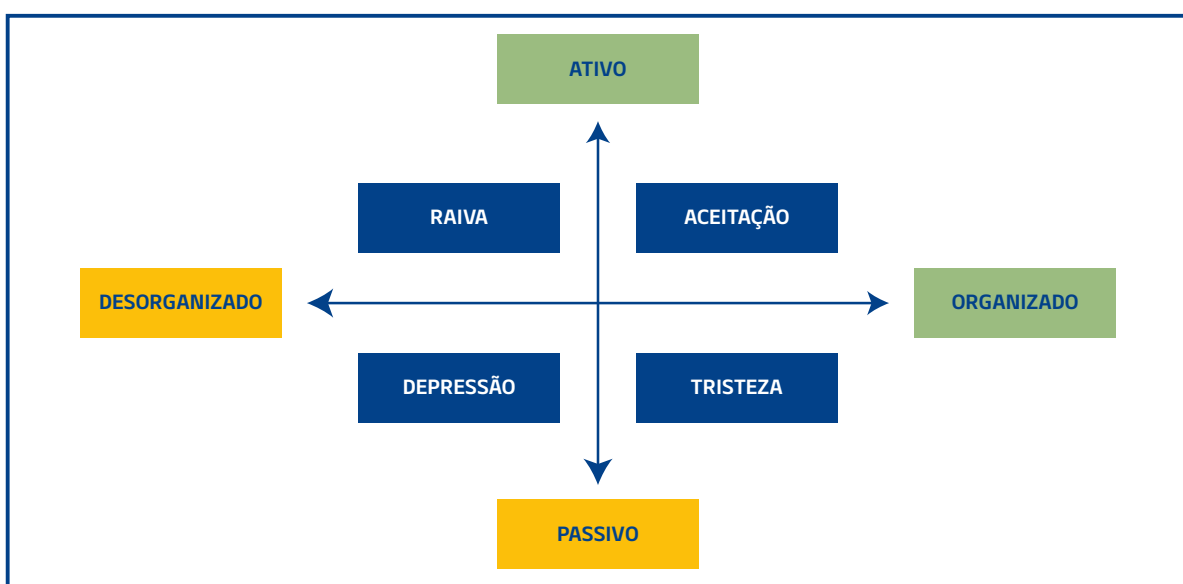 ATIVO
RAIVA
ACEITAÇÃO
DESORGANIZADO
ORGANIZADO
DEPRESSÃO
TRISTEZA
PASSIVO